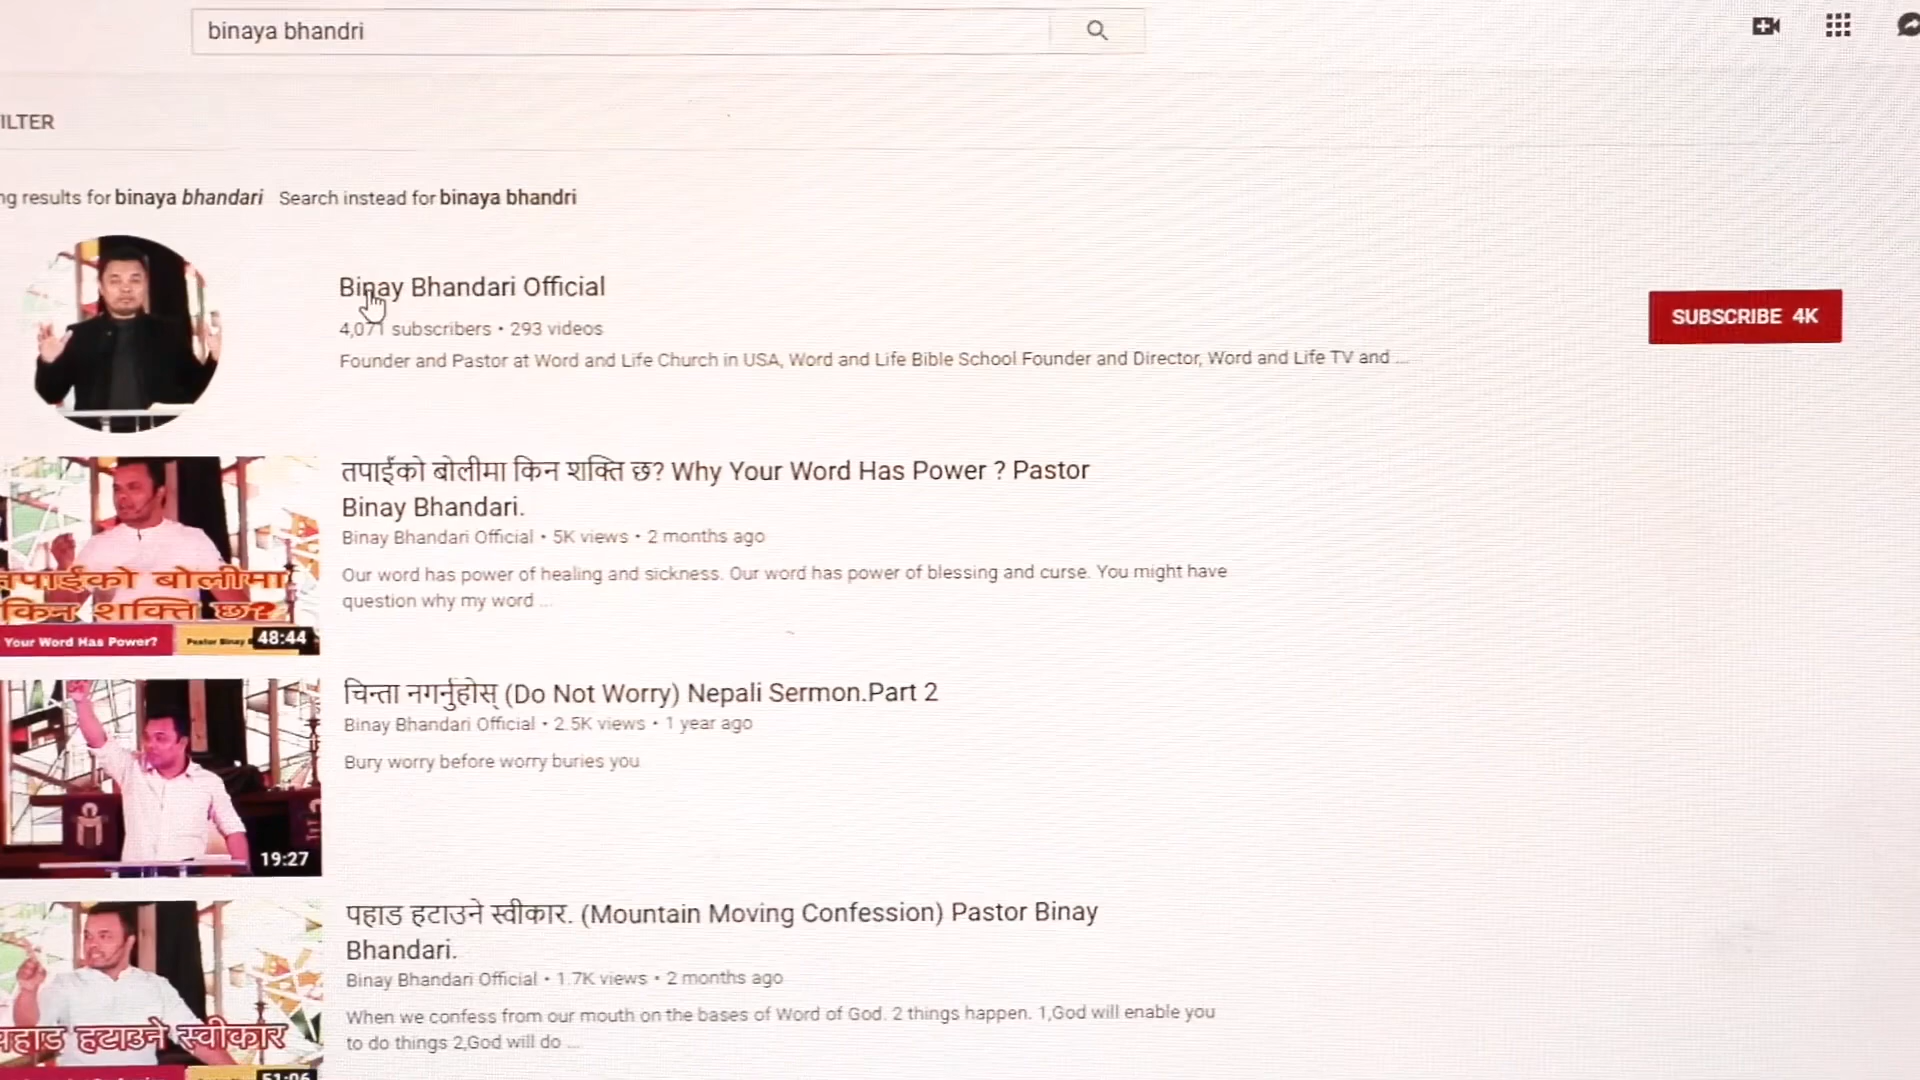 binaya bhandri
ILTER
ng results for binaya bhandari Search instead for binaya bhandri
Binay Bhandari Official
4,071 subscribers • 293 videos
SUBSCRIBE 4K
Founder and Pastor at Word and Life Church in USA, Word and Life Bible School Founder and Director, Word and Life TV and ...
तपाईंको बोलीमा किन शक्ति छ? Why Your Word Has Power ? Pastor
Binay Bhandari.
Binay Bhandari Official • 5K views • 2 months ago
Our word has power of healing and sickness. Our word has power of blessing and curse. You might have
question why my word ...
तपाईंको बोलीमा
किन शक्ति छ?
Your Word Has Power?
Pastor Binay
48:44
चिन्ता नगर्नुहोस् (Do Not Worry) Nepali Sermon.Part 2
Binay Bhandari Official • 2.5K views • 1 year ago
Bury worry before worry buries you
19:27
पहाड हटाउने स्वीकार. (Mountain Moving Confession) Pastor Binay
Bhandari.
Binay Bhandari Official • 1.7K views • 2 months ago
When we confess from our mouth on the bases of Word of God. 2 things happen. 1,God will enable you
to do things 2,God will do ...
पहाड हटाउने स्वीकार
51:06